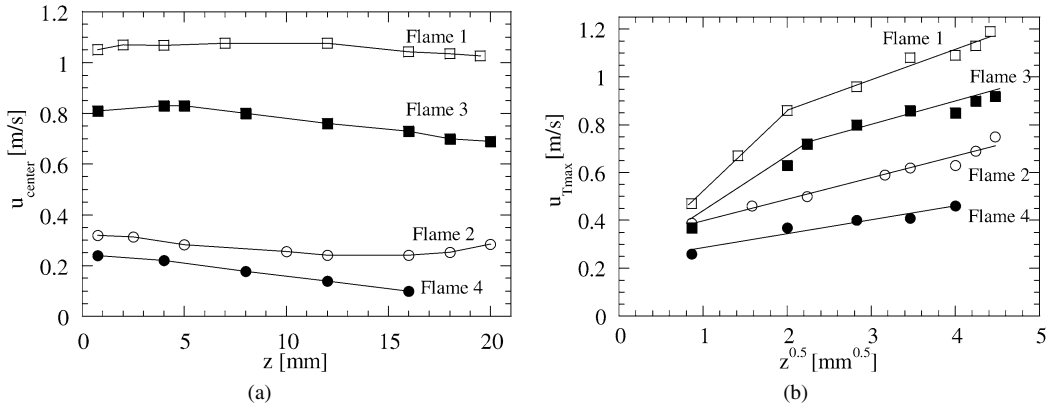 1.2
1
0.8
0.6
0.4
0.2
0
0 5 10 15 20
u_center [m/s]
z [mm]
Flame 1
Flame 3
Flame 2
Flame 4
(a)
1.2
1
0.8
0.6
0.4
0.2
0
0 1 2 3 4 5
u_Tmax [m/s]
z^0.5 [mm^0.5]
Flame 1
Flame 3
Flame 2
Flame 4
(b)